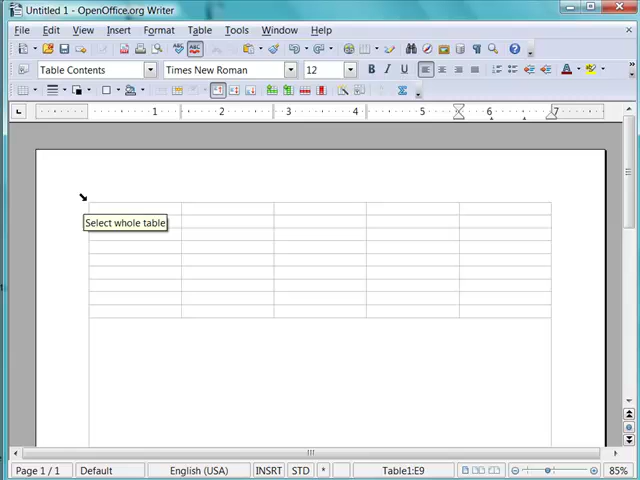 Untitled 1 - OpenOffice.org Writer
File Edit View Insert Format Table Tools Window Help
Table Contents Times New Roman 12 B I U A
1 2 3 4 5 6 7
Select whole table
Page 1 / 1 Default English (USA) INSRT STD * Table1:E9 85%